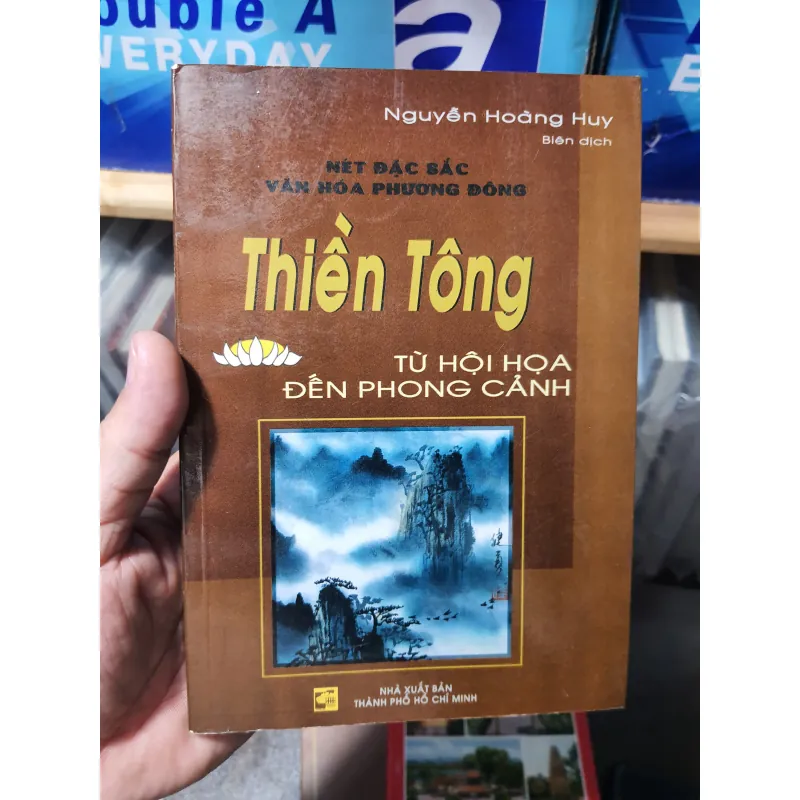 Double A
EVERYDAY
a
E
Nguyễn Hoàng Huy
Biên dịch
NÉT ĐẶC SẮC
VĂN HÓA PHƯƠNG ĐÔNG
Thiền Tông
TỪ HỘI HỌA
ĐẾN PHONG CẢNH
NHÀ XUẤT BẢN
THÀNH PHỐ HỒ CHÍ MINH